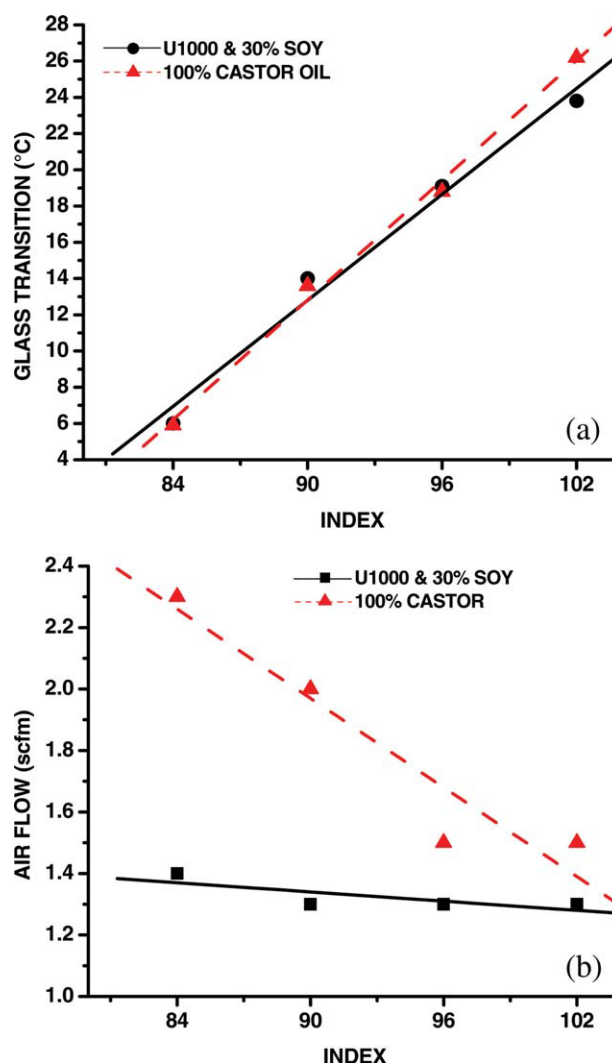 28
26
24
22
20
18
16
14
12
10
8
6
4
GLASS TRANSITION (°C)
U1000 & 30% SOY
100% CASTOR OIL
(a)
84 90 96 102
INDEX
2.4
2.2
2.0
1.8
1.6
1.4
1.2
1.0
AIR FLOW (scfm)
U1000 & 30% SOY
100% CASTOR
(b)
84 90 96 102
INDEX